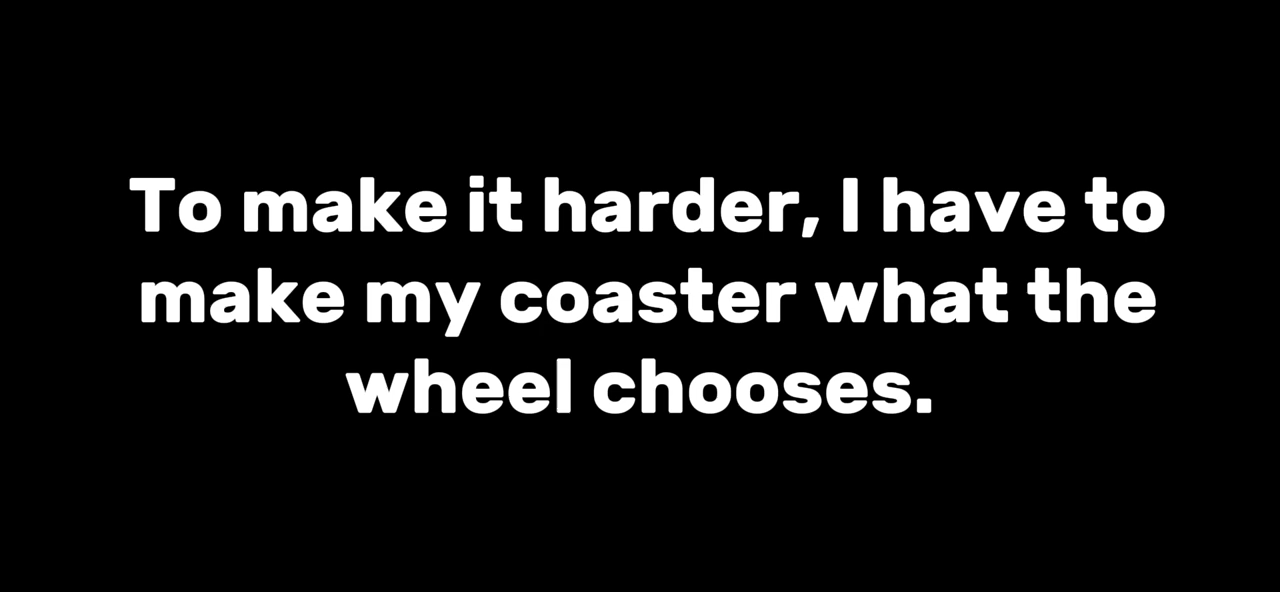 To make it harder, I have to
make my coaster what the
wheel chooses.